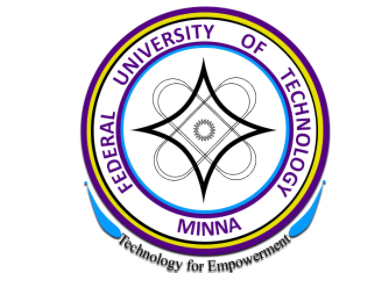 FEDERAL UNIVERSITY OF TECHNOLOGY
MINNA
Technology for Empowerment